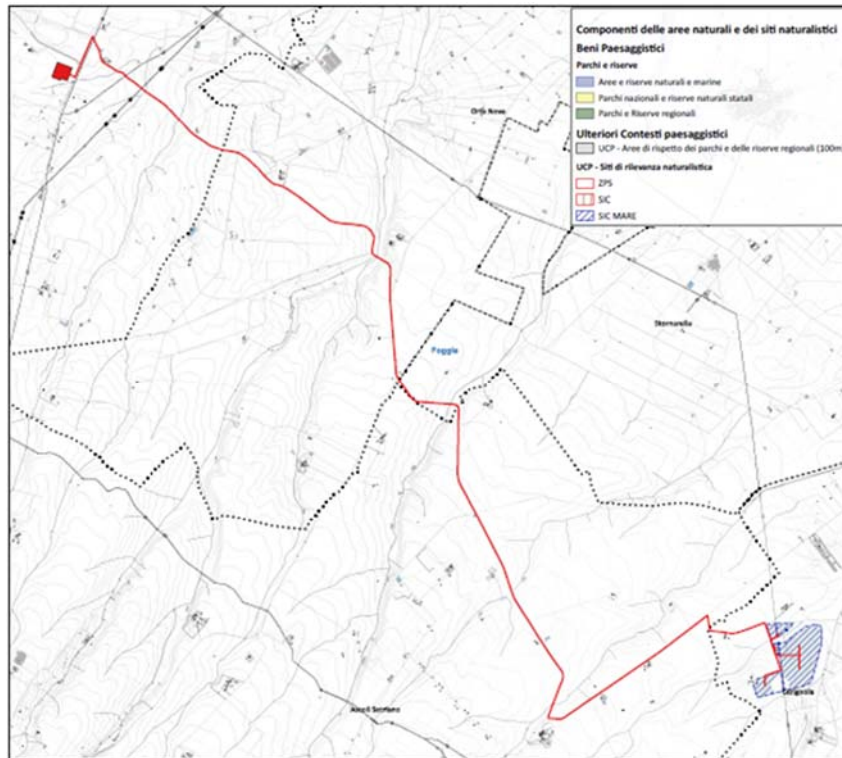 Componenti delle aree naturali e dei siti naturalistici
Beni Paesaggistici
Parchi e riserve
Aree e riserve naturali e marine
Parchi nazionali e riserve naturali statali
Parchi e Riserve regionali
Ulteriori Contesti paesaggistici
UCP - Aree di rispetto dei parchi e delle riserve regionali (100m)
UCP - Siti di rilevanza naturalistica
ZPS
SIC
SIC MARE
Orta Nova
Stornarella
Foggia
Cerignola
Ascoli Satriano